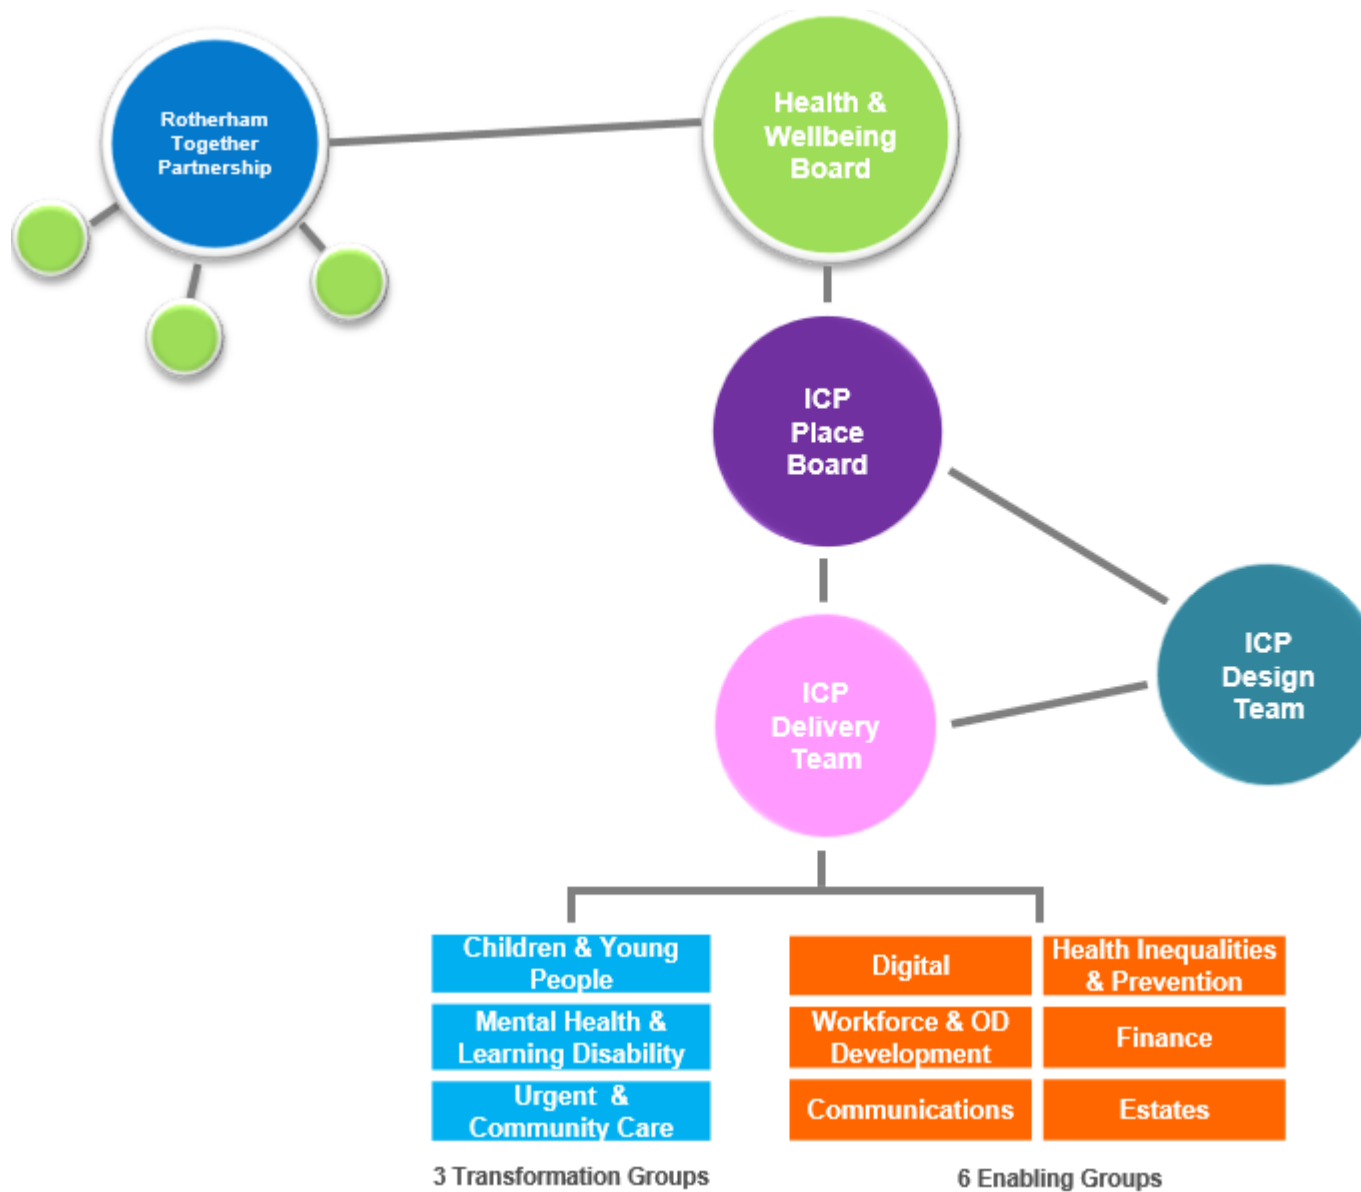 Rotherham
Together
Partnership
Health &
Wellbeing
Board
ICP
Place
Board
ICP
Design
Team
ICP
Delivery
Team
Children & Young
People
Mental Health &
Learning Disability
Urgent &
Community Care
3 Transformation Groups
Digital
Health Inequalities
& Prevention
Workforce & OD
Development
Finance
Communications
Estates
6 Enabling Groups